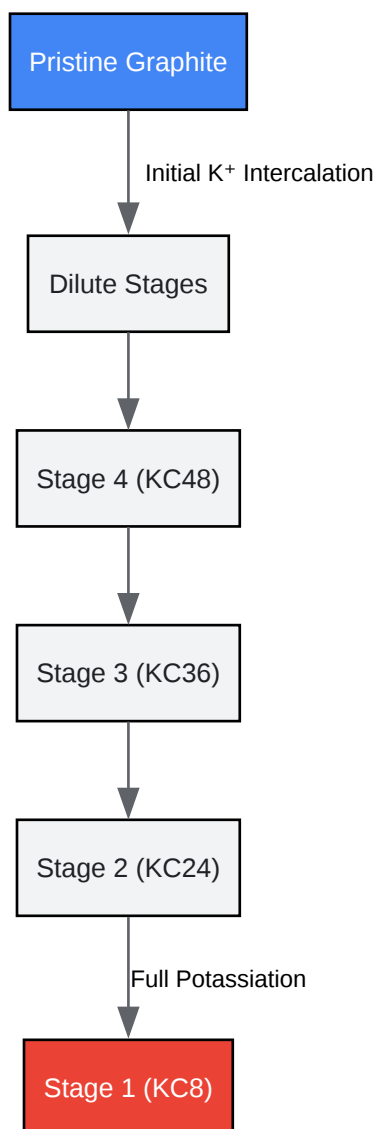 Pristine Graphite
Initial K⁺ Intercalation
Dilute Stages
Stage 4 (KC48)
Stage 3 (KC36)
Stage 2 (KC24)
Full Potassiation
Stage 1 (KC8)